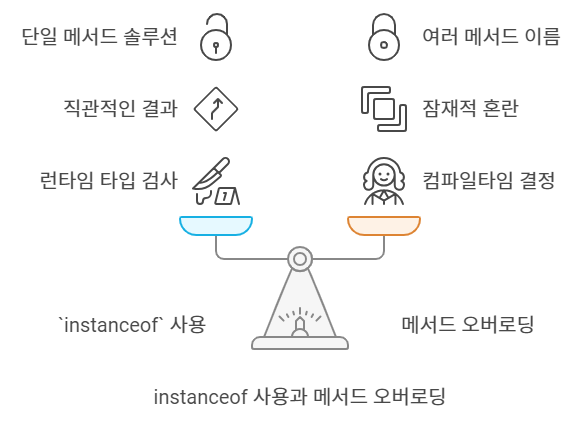 단일 메서드 솔루션
여러 메서드 이름
직관적인 결과
잠재적 혼란
런타임 타입 검사
컴파일타임 결정
`instanceof` 사용
메서드 오버로딩
instanceof 사용과 메서드 오버로딩